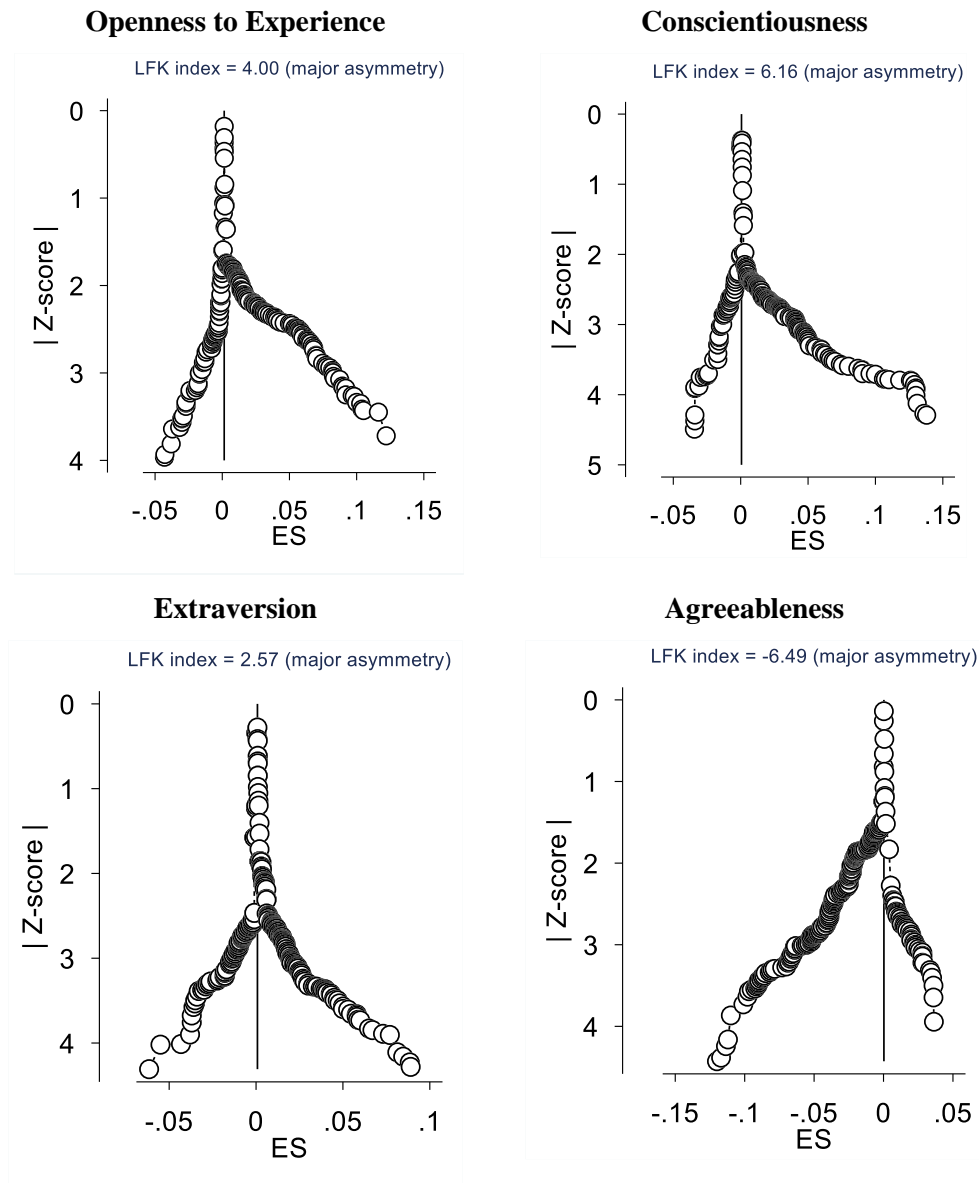 Openness to Experience
LFK index = 4.00 (major asymmetry)
0
1
2
3
4
| Z-score |
-.05 0 .05 .1 .15
ES
Conscientiousness
LFK index = 6.16 (major asymmetry)
0
1
2
3
4
5
| Z-score |
-.05 0 .05 .1 .15
ES
Extraversion
LFK index = 2.57 (major asymmetry)
0
1
2
3
4
| Z-score |
-.05 0 .05 .1
ES
Agreeableness
LFK index = -6.49 (major asymmetry)
0
1
2
3
4
| Z-score |
-.15 -.1 -.05 0 .05
ES